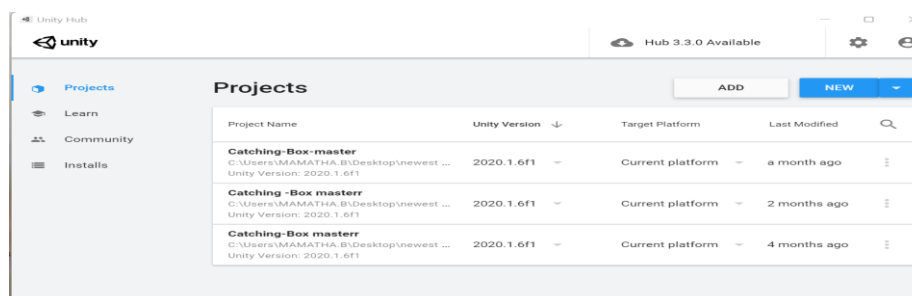 Unity Hub
unity
Hub 3.3.0 Available
Projects
Learn
Community
Installs
Projects
ADD
NEW
Project Name Unity Version Target Platform Last Modified
Catching-Box-master
C:\Users\MAMATHA.B\Desktop\newest ... 2020.1.6f1 Current platform a month ago
Unity Version: 2020.1.6f1
Catching -Box masterr
C:\Users\MAMATHA.B\Desktop\newest ... 2020.1.6f1 Current platform 2 months ago
Unity Version: 2020.1.6f1
Catching-Box masterr
C:\Users\MAMATHA.B\Desktop\newest ... 2020.1.6f1 Current platform 4 months ago
Unity Version: 2020.1.6f1